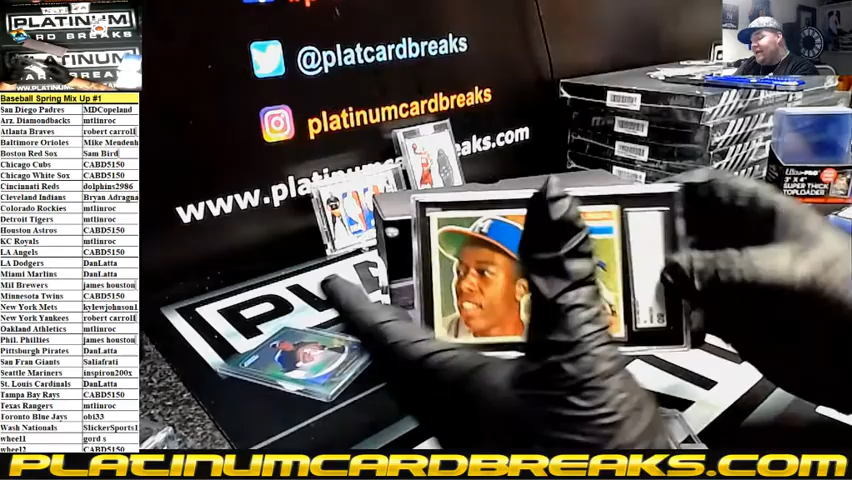 PLATINUM
CARD BREAKS
@platcardbreaks
platinumcardbreaks
Baseball Spring Mix Up #1
San Diego Padres MDCopeland
Arz. Diamondbacks mtlinroc
Atlanta Braves robert carroll
Baltimore Orioles Mike Mendenh
Boston Red Sox Sam Bird
Chicago Cubs CABD5150
Chicago White Sox CABD5150
Cincinnati Reds dolphins2986
Cleveland Indians Bryan Adragna
Colorado Rockies mtlinroc
Detroit Tigers mtlinroc
Houston Astros CABD5150
KC Royals mtlinroc
LA Angels CABD5150
LA Dodgers DanLatta
Miami Marlins DanLatta
Mil Brewers james houston
Minnesota Twins CABD5150
New York Mets kylewjohnson1
New York Yankees robert carroll
Oakland Athletics mtlinroc
Phil. Phillies james houston
Pittsburgh Pirates DanLatta
San Fran Giants Saliafrati
Seattle Mariners inspiron200x
St. Louis Cardinals DanLatta
Tampa Bay Rays CABD5150
Texas Rangers mtlinroc
Toronto Blue Jays obi33
Wash Nationals SlickerSports1
wheel1 gord s
wheel2 CABD5150
Ultra PRO
3" X 4"
SUPER THICK
TOPLOADER
PLATINUMCARDBREAKS.COM